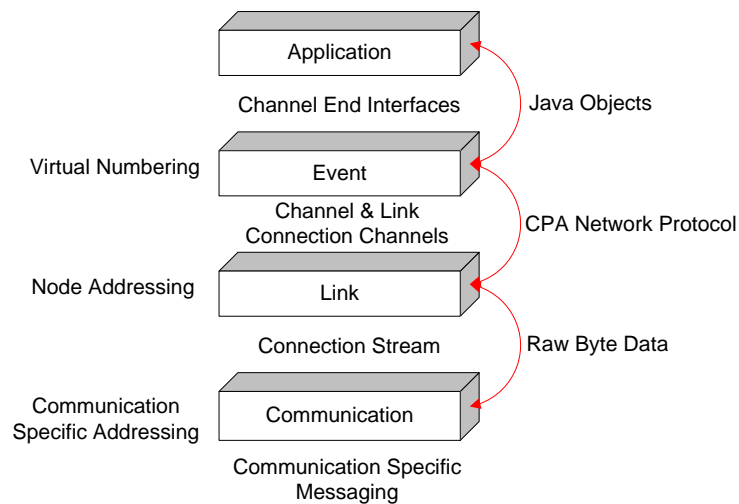 Application
Channel End Interfaces
Java Objects
Virtual Numbering
Event
Channel & Link
Connection Channels
CPA Network Protocol
Node Addressing
Link
Connection Stream
Raw Byte Data
Communication
Specific Addressing
Communication
Communication Specific
Messaging